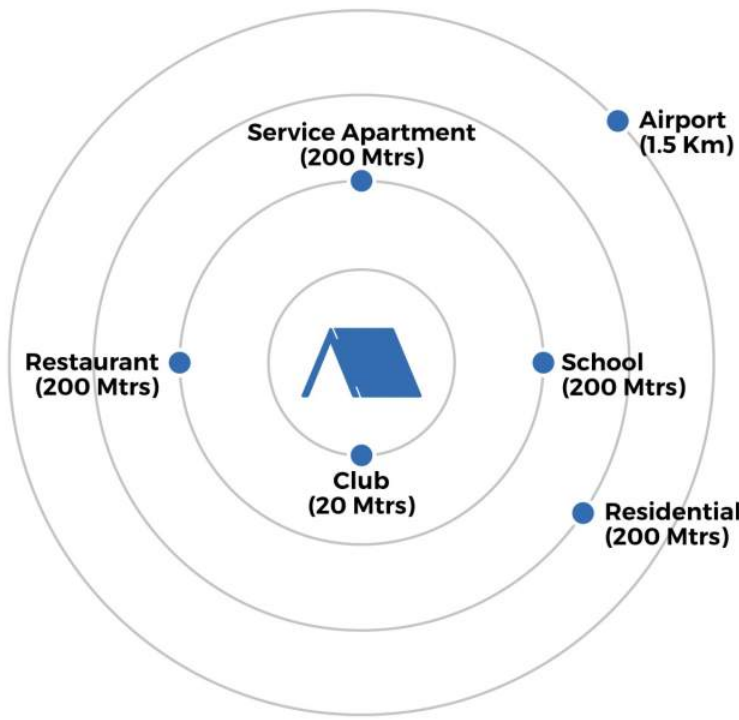 Airport
(1.5 Km)
Service Apartment
(200 Mtrs)
Restaurant
(200 Mtrs)
School
(200 Mtrs)
Club
(20 Mtrs)
Residential
(200 Mtrs)